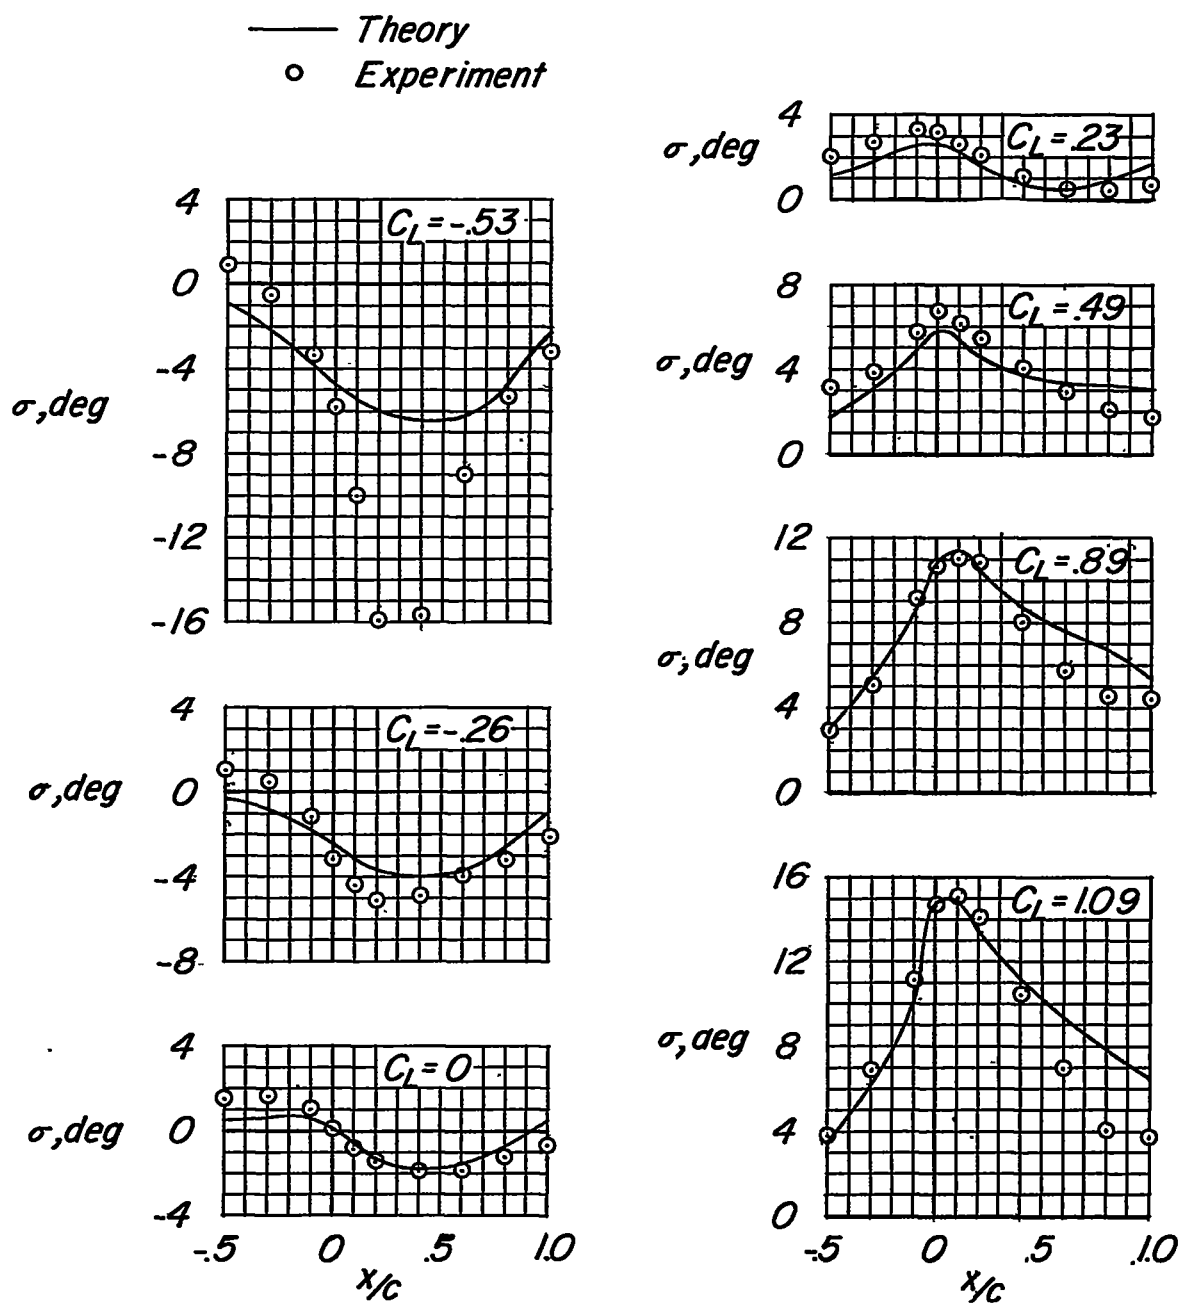 Theory
Experiment
4
0
-4
-8
-12
-16
σ,deg
C_L=-.53
4
0
-4
-8
σ,deg
C_L=-.26
4
0
-4
σ,deg
C_L=0
-.5 0 .5 1.0
x/c
4
0
σ,deg
C_L=.23
8
4
0
σ,deg
C_L=.49
12
8
4
0
σ,deg
C_L=.89
16
12
8
4
0
σ,deg
C_L=1.09
-.5 0 .5 1.0
x/c